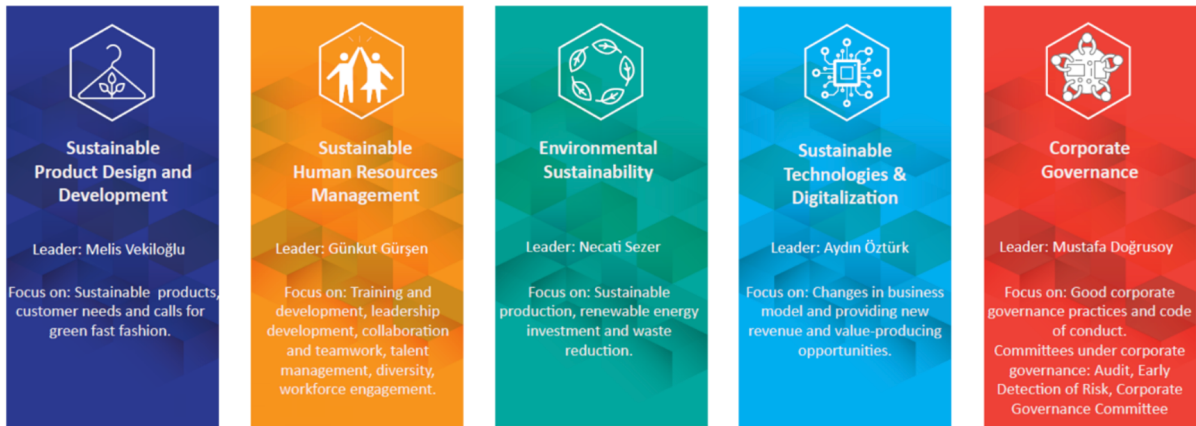 Sustainable
Product Design and
Development
Leader: Melis Vekiloğlu
Focus on: Sustainable products,
customer needs and calls for
green fast fashion.
Sustainable
Human Resources
Management
Leader: Günkut Gürşen
Focus on: Training and
development, leadership
development, collaboration
and teamwork, talent
management, diversity,
workforce engagement.
Environmental
Sustainability
Leader: Necati Sezer
Focus on: Sustainable
production, renewable energy
investment and waste
reduction.
Sustainable
Technologies &
Digitalization
Leader: Aydın Öztürk
Focus on: Changes in business
model and providing new
revenue and value-producing
opportunities.
Corporate
Governance
Leader: Mustafa Doğrusoy
Focus on: Good corporate
governance practices and code
of conduct.
Committees under corporate
governance: Audit, Early
Detection of Risk, Corporate
Governance Committee